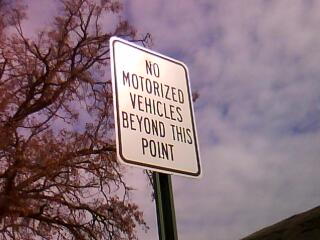 NO
MOTORIZED
VEHICLES
BEYOND THIS
POINT